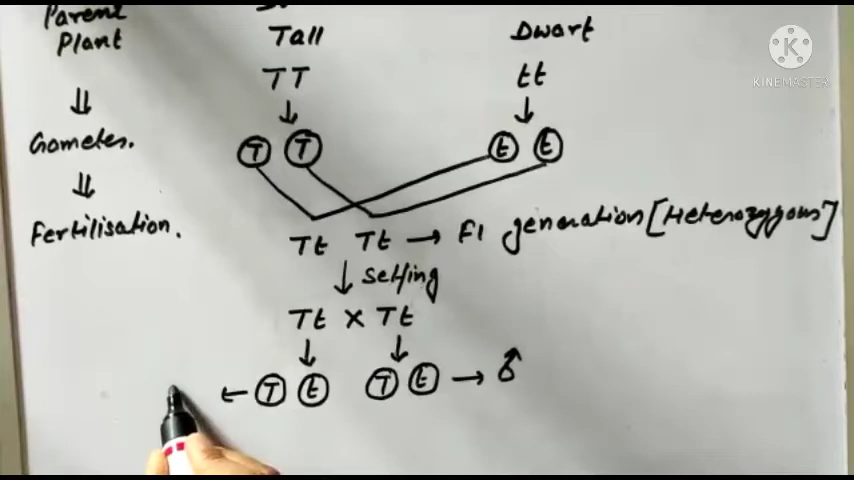 Parent
Plant
Tall
Dwart
TT
tt
Gametes.
T T t t
Fertilisation.
Tt Tt → F1 generation [Heterozygous]
↓ Selfing
Tt × Tt
← T t T t → ♂
K
KINEMASTER